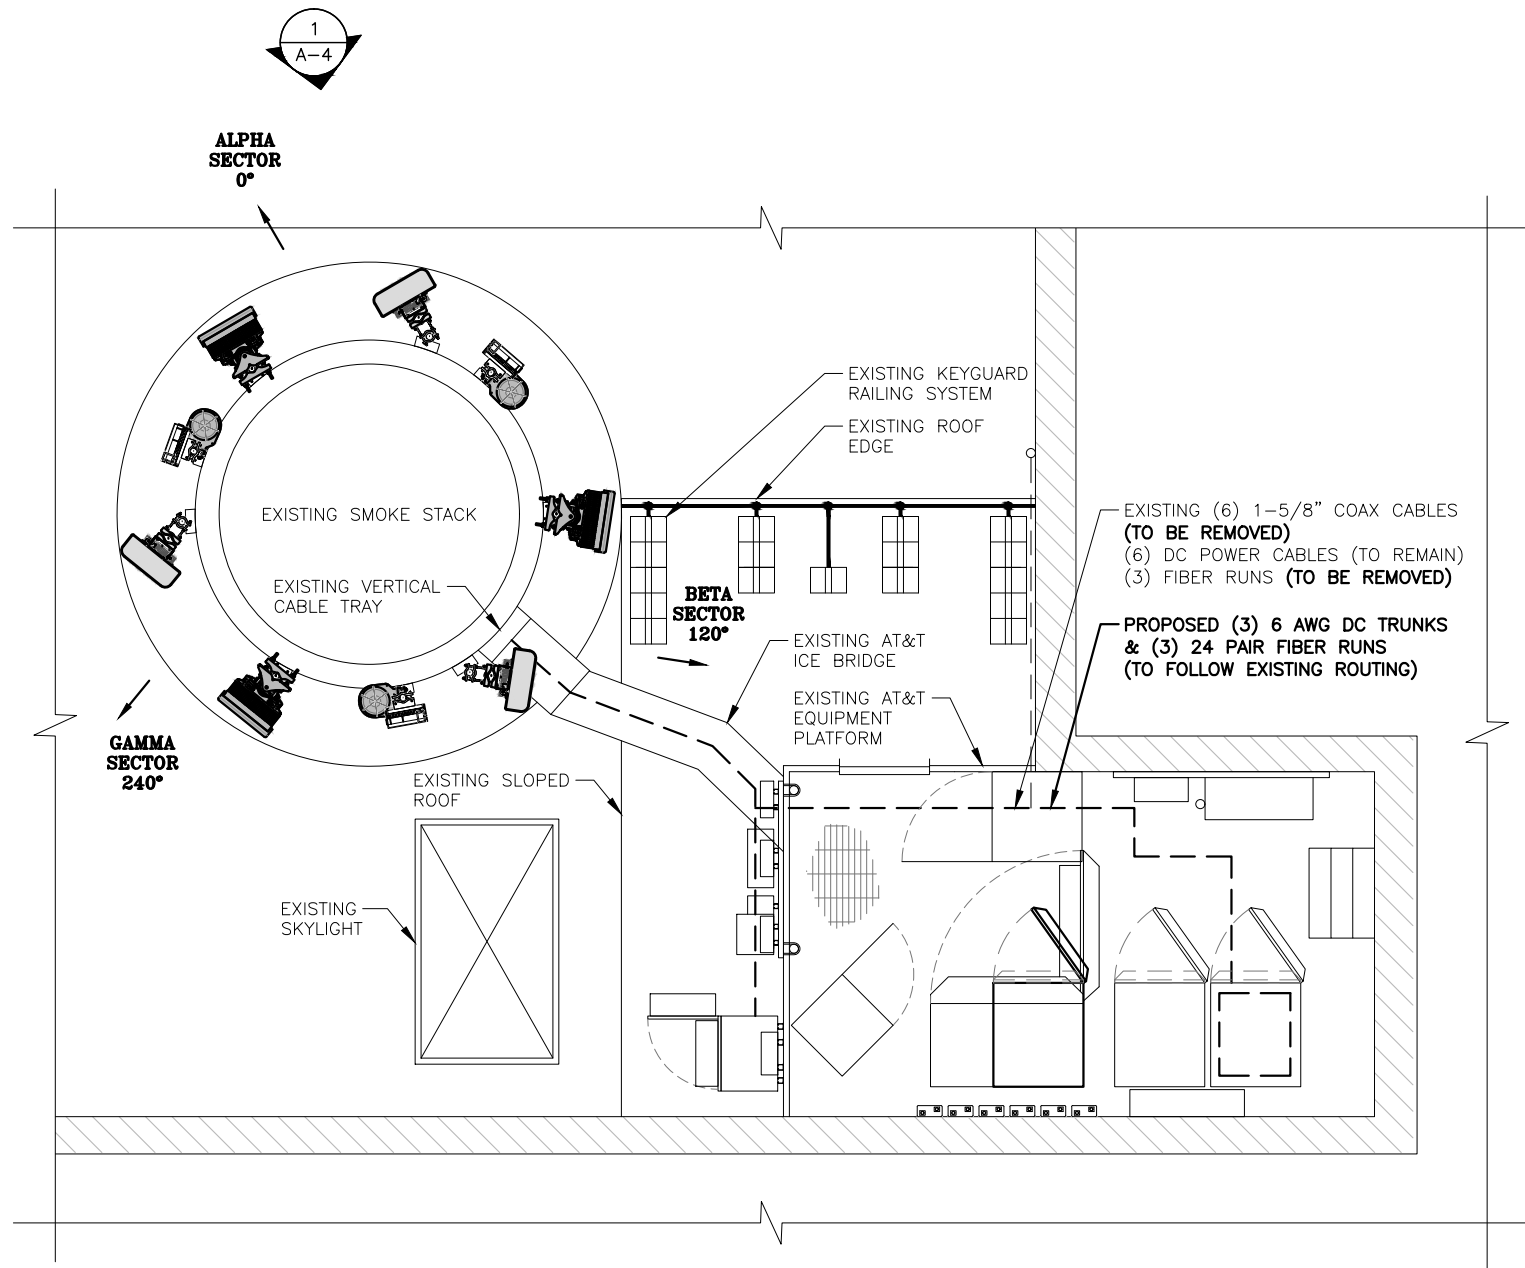 1
A-4
ALPHA
SECTOR
0°
EXISTING KEYGUARD
RAILING SYSTEM
EXISTING ROOF
EDGE
EXISTING SMOKE STACK
EXISTING (6) 1-5/8" COAX CABLES
(TO BE REMOVED)
(6) DC POWER CABLES (TO REMAIN)
(3) FIBER RUNS (TO BE REMOVED)
EXISTING VERTICAL
CABLE TRAY
BETA
SECTOR
120°
PROPOSED (3) 6 AWG DC TRUNKS
& (3) 24 PAIR FIBER RUNS
(TO FOLLOW EXISTING ROUTING)
EXISTING AT&T
ICE BRIDGE
EXISTING AT&T
EQUIPMENT
PLATFORM
GAMMA
SECTOR
240°
EXISTING SLOPED
ROOF
EXISTING
SKYLIGHT